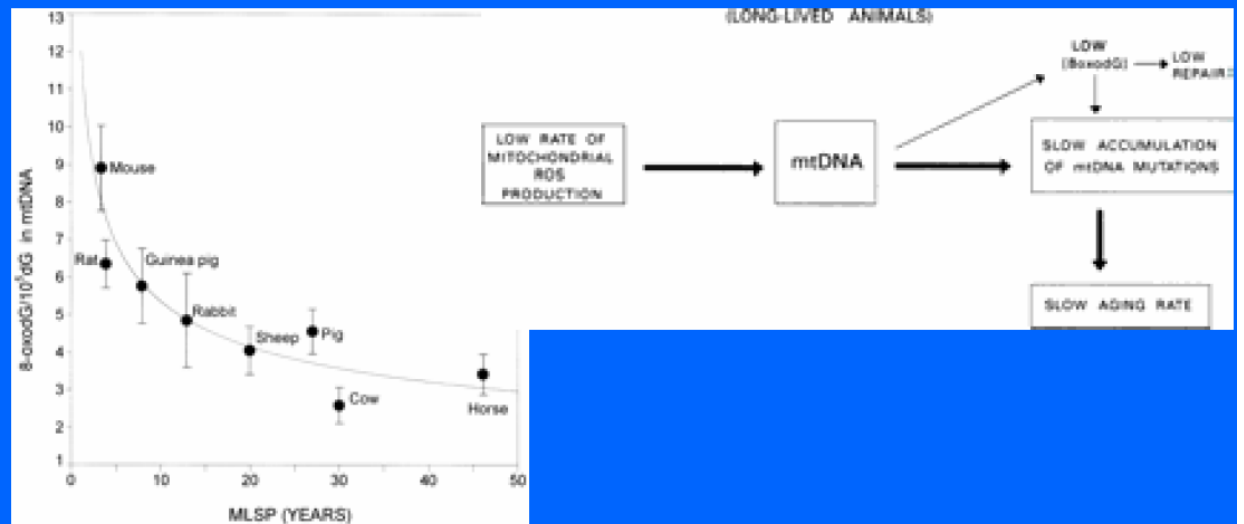 13
12
11
10
9
8
7
6
5
4
3
2
1
8-oxodG/10⁵dG in mtDNA
Mouse
Rat
Guinea pig
Rabbit
Sheep
Pig
Cow
Horse
0 10 20 30 40 50
MLSP (YEARS)
(LONG-LIVED ANIMALS)
LOW RATE OF
MITOCHONDRIAL
ROS
PRODUCTION
mtDNA
LOW
(8oxodG)
LOW
REPAIR
SLOW ACCUMULATION
OF mtDNA MUTATIONS
SLOW AGING RATE